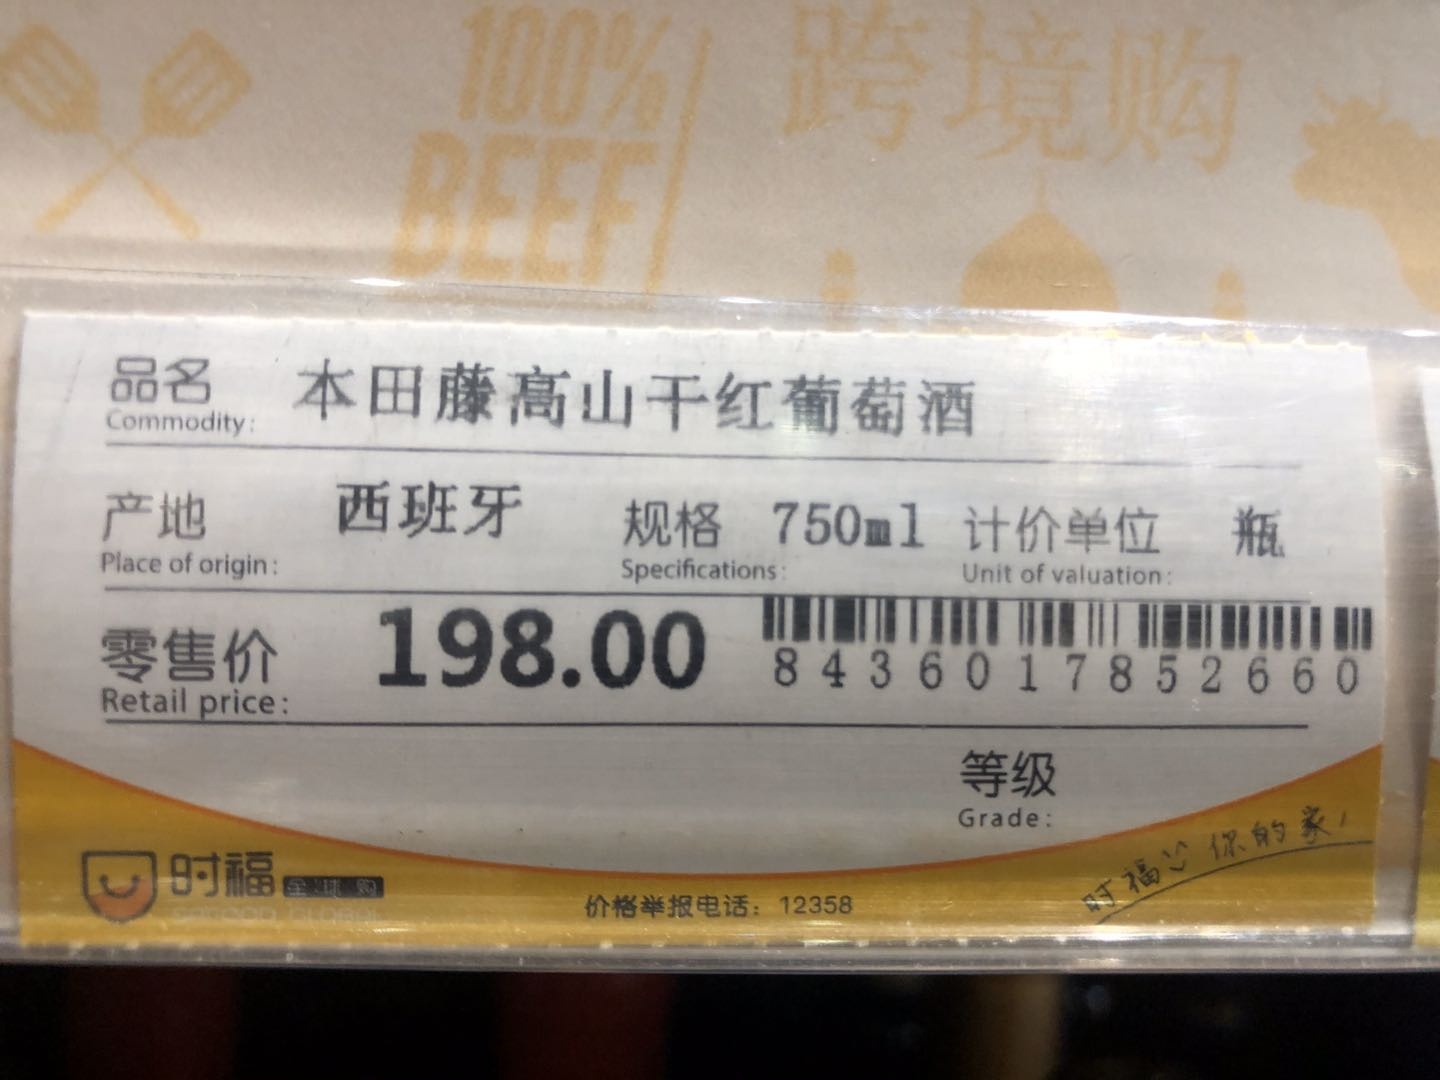 100%
BEEF
跨境购
品名 本田藤高山干红葡萄酒
Commodity:
产地 西班牙 规格 750ml 计价单位 瓶
Place of origin: Specifications: Unit of valuation:
零售价 198.00
Retail price:
8436017852660
等级
Grade:
时福 全球购
价格举报电话：12358
时福 你的家!